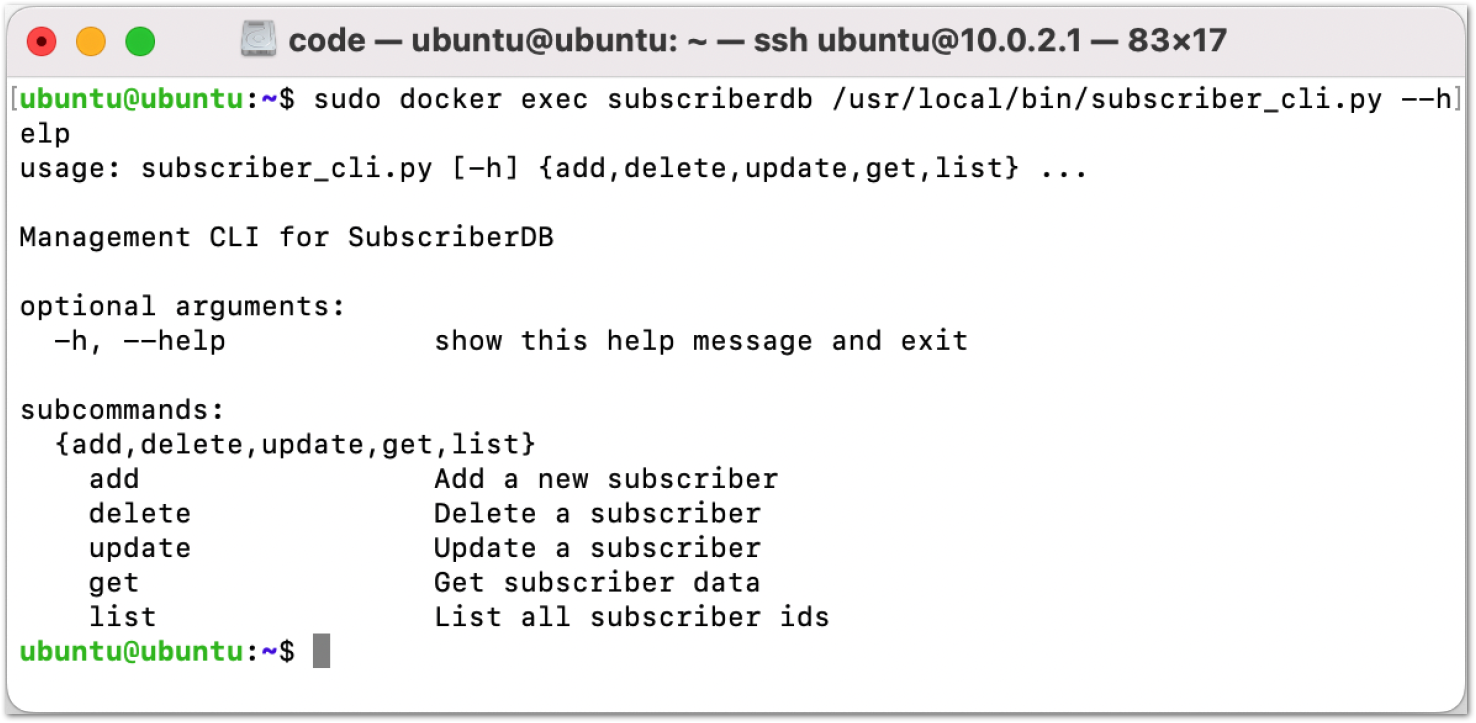 code — ubuntu@ubuntu: ~ — ssh ubuntu@10.0.2.1 — 83×17
[ubuntu@ubuntu:~$ sudo docker exec subscriberdb /usr/local/bin/subscriber_cli.py --h]
elp
usage: subscriber_cli.py [-h] {add,delete,update,get,list} ...

Management CLI for SubscriberDB

optional arguments:
  -h, --help            show this help message and exit

subcommands:
  {add,delete,update,get,list}
    add                 Add a new subscriber
    delete              Delete a subscriber
    update              Update a subscriber
    get                 Get subscriber data
    list                List all subscriber ids
ubuntu@ubuntu:~$